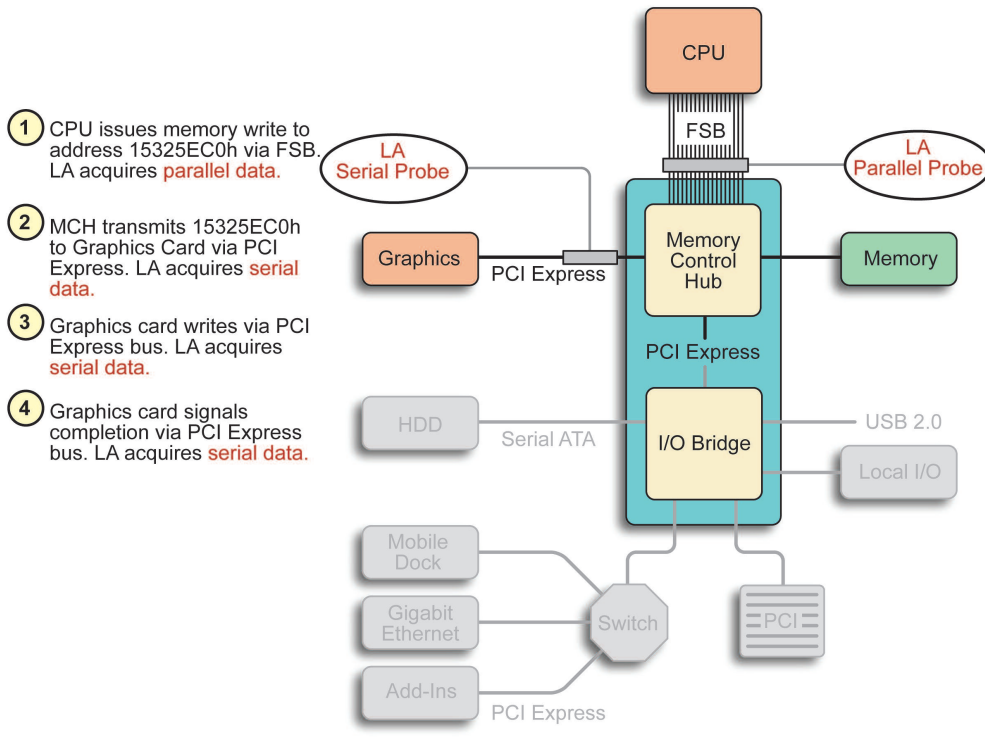 1
CPU issues memory write to
address 15325EC0h via FSB.
LA acquires parallel data.
2
MCH transmits 15325EC0h
to Graphics Card via PCI
Express. LA acquires serial
data.
3
Graphics card writes via PCI
Express bus. LA acquires
serial data.
4
Graphics card signals
completion via PCI Express
bus. LA acquires serial data.
CPU
FSB
LA
Serial Probe
LA
Parallel Probe
Graphics
PCI Express
Memory
Control
Hub
Memory
PCI Express
HDD
Serial ATA
I/O Bridge
USB 2.0
Local I/O
Mobile
Dock
Gigabit
Ethernet
Switch
PCI
Add-Ins
PCI Express